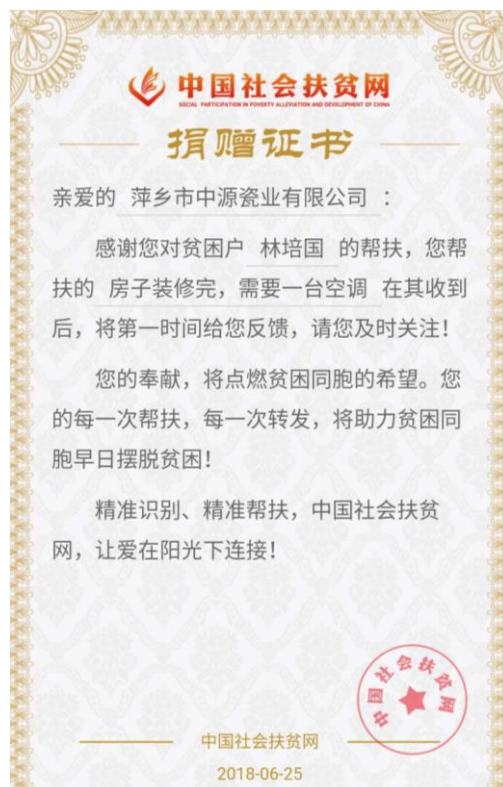 中国社会扶贫网
SOCIAL PARTICIPATION IN POVERTY ALLEVIATION AND DEVELOPMENT OF CHINA
捐赠证书
亲爱的 萍乡市中源瓷业有限公司 ：
感谢您对贫困户 林培国 的帮扶，您帮
扶的 房子装修完，需要一台空调 在其收到
后，将第一时间给您反馈，请您及时关注！
您的奉献，将点燃贫困同胞的希望。您
的每一次帮扶，每一次转发，将助力贫困同
胞早日摆脱贫困！
精准识别、精准帮扶，中国社会扶贫
网，让爱在阳光下连接！
中国社会扶贫网
中国社会扶贫网
2018-06-25